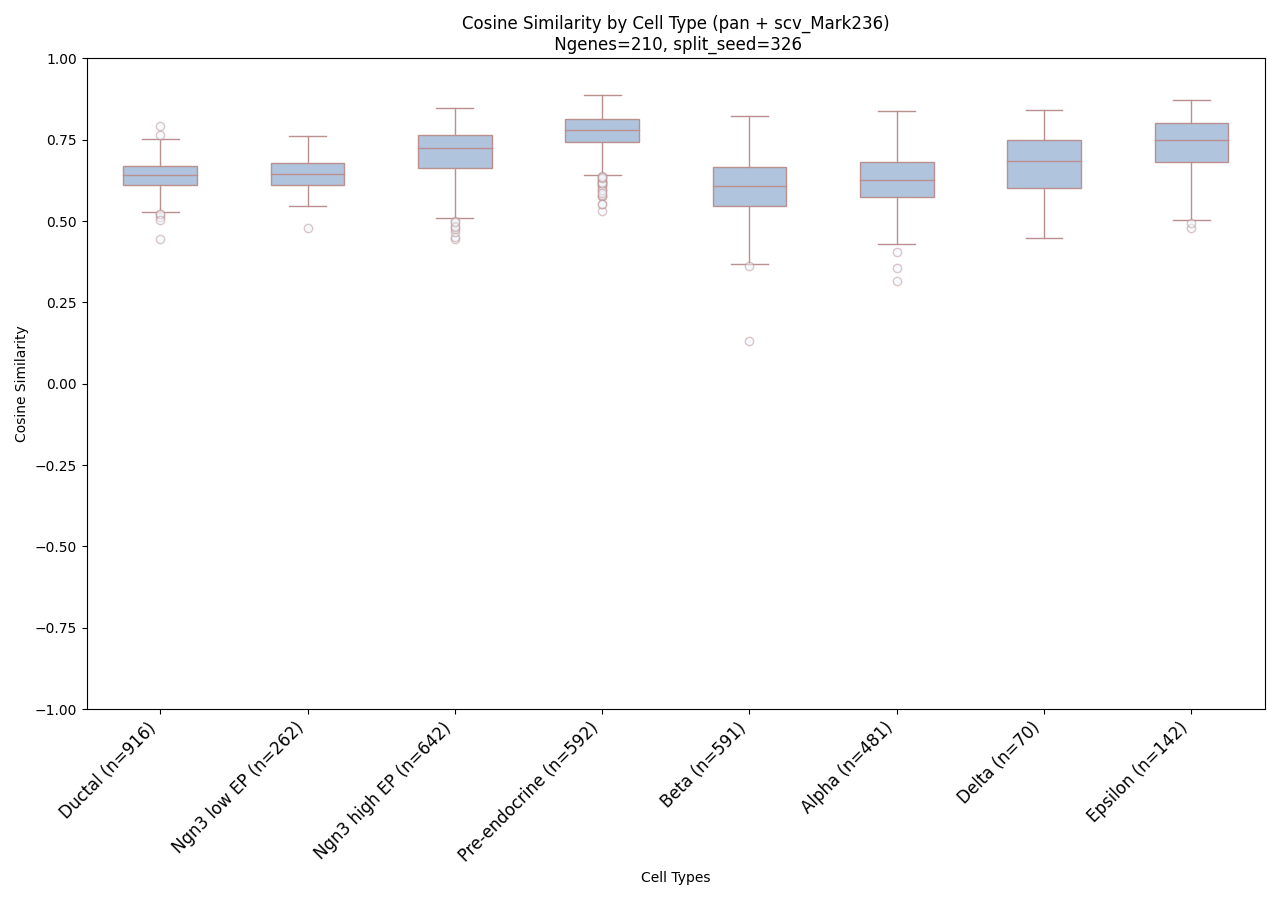 Cosine Similarity by Cell Type (pan + scv_Mark236)
Ngenes=210, split_seed=326
1.00
0.75
0.50
0.25
0.00
−0.25
−0.50
−0.75
−1.00
Cosine Similarity
Ductal (n=916)
Ngn3 low EP (n=262)
Ngn3 high EP (n=642)
Pre-endocrine (n=592)
Beta (n=591)
Alpha (n=481)
Delta (n=70)
Epsilon (n=142)
Cell Types